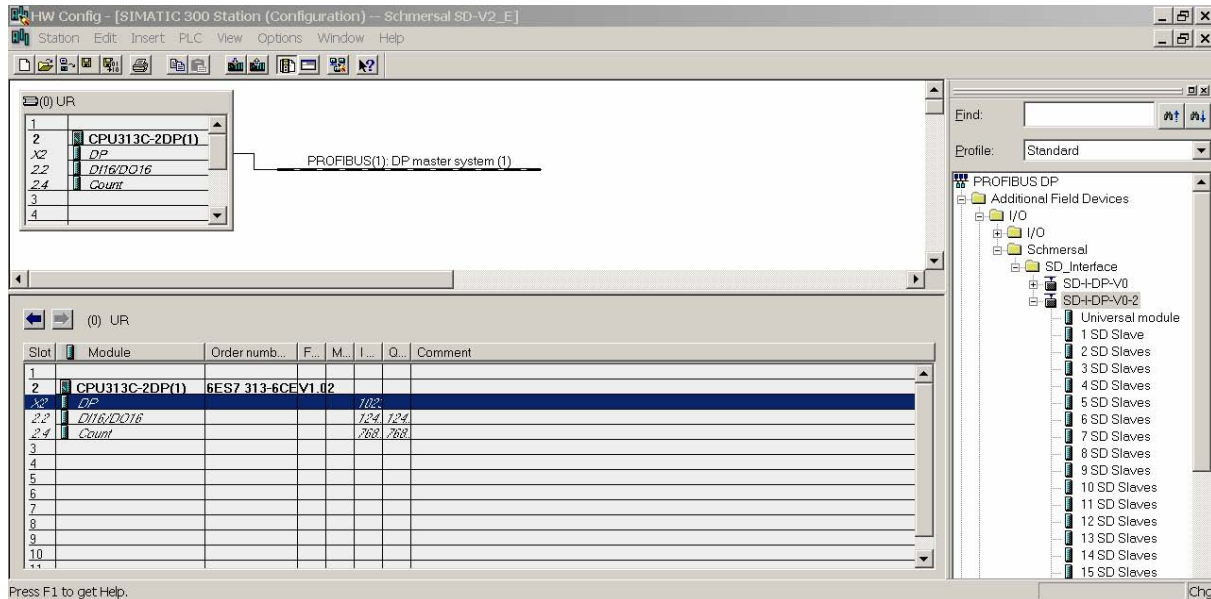 HW Config - [SIMATIC 300 Station (Configuration) -- Schmersal SD-V2_E]
Station Edit Insert PLC View Options Window Help
(0) UR
1
2 CPU313C-2DP(1)
X2 DP
2.2 DI16/DO16
2.4 Count
3
4
PROFIBUS(1): DP master system (1)
(0) UR
Slot Module Order numb... F... M... I... Q... Comment
1
2 CPU313C-2DP(1) 6ES7 313-6CE V1.02
X2 DP 102
2.2 DI16/DO16 124. 124.
2.4 Count 768. 768.
3
4
5
6
7
8
9
10
11
Find:
Profile: Standard
PROFIBUS DP
Additional Field Devices
I/O
I/O
Schmersal
SD_Interface
SD-I-DP-V0
SD-I-DP-V0-2
Universal module
1 SD Slave
2 SD Slaves
3 SD Slaves
4 SD Slaves
5 SD Slaves
6 SD Slaves
7 SD Slaves
8 SD Slaves
9 SD Slaves
10 SD Slaves
11 SD Slaves
12 SD Slaves
13 SD Slaves
14 SD Slaves
15 SD Slaves
Press F1 to get Help.
Chg